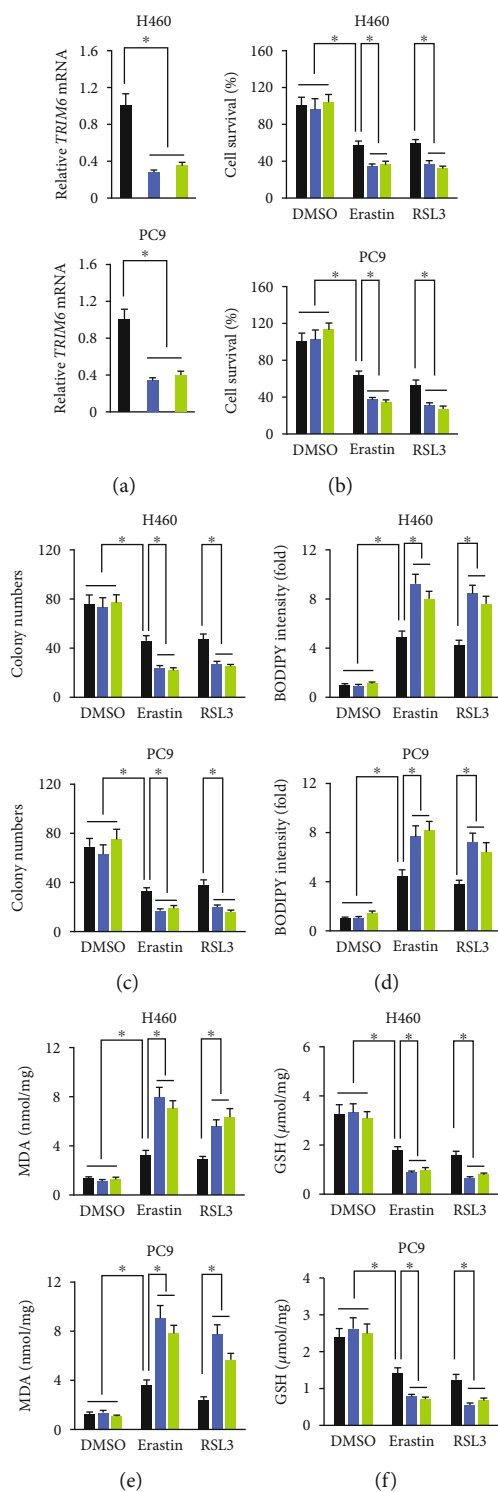 H460
Relative TRIM6 mRNA
1.6
1.2
0.8
0.4
0
*
PC9
Relative TRIM6 mRNA
1.6
1.2
0.8
0.4
0
*
(a)
H460
Cell survival (%)
160
120
80
40
0
* * *
DMSO Erastin RSL3
PC9
Cell survival (%)
160
120
80
40
0
* * *
DMSO Erastin RSL3
(b)
H460
Colony numbers
120
80
40
0
* * *
DMSO Erastin RSL3
PC9
Colony numbers
120
80
40
0
* * *
DMSO Erastin RSL3
(c)
H460
BODIPY intensity (fold)
12
8
4
0
* * *
DMSO Erastin RSL3
PC9
BODIPY intensity (fold)
12
8
4
0
* * *
DMSO Erastin RSL3
(d)
H460
MDA (nmol/mg)
12
8
4
0
* * *
DMSO Erastin RSL3
PC9
MDA (nmol/mg)
12
8
4
0
* * *
DMSO Erastin RSL3
(e)
H460
GSH (μmol/mg)
6
4
2
0
* * *
DMSO Erastin RSL3
PC9
GSH (μmol/mg)
4
3
2
1
0
* * *
DMSO Erastin RSL3
(f)